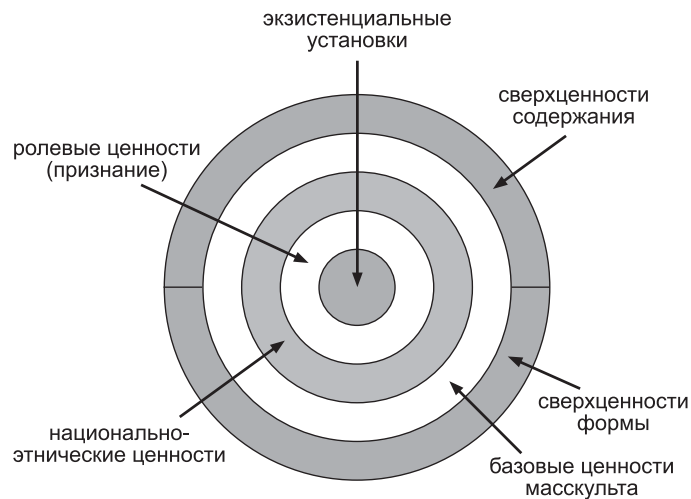 экзистенциальные
установки
сверхценности
содержания
ролевые ценности
(признание)
сверхценности
формы
национально-
этнические ценности
базовые ценности
масскульта